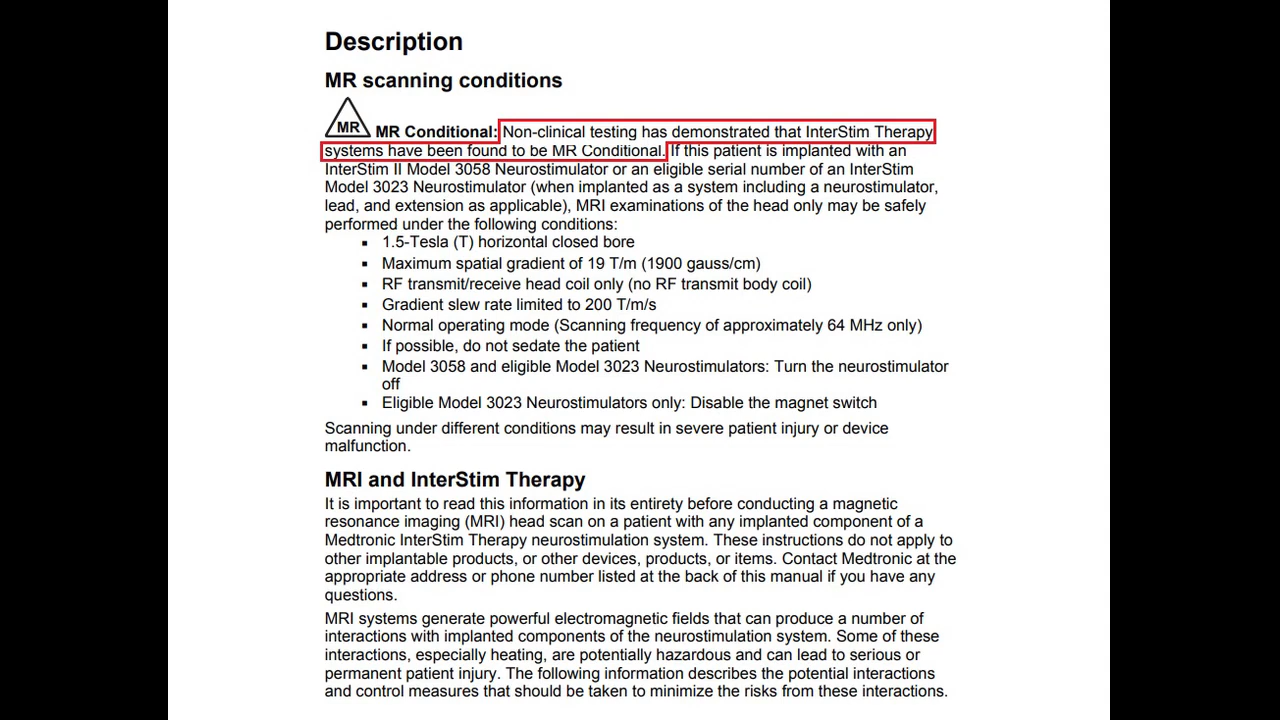 Description
MR scanning conditions
MR MR Conditional: Non-clinical testing has demonstrated that InterStim Therapy
systems have been found to be MR Conditional. If this patient is implanted with an
InterStim II Model 3058 Neurostimulator or an eligible serial number of an InterStim
Model 3023 Neurostimulator (when implanted as a system including a neurostimulator,
lead, and extension as applicable), MRI examinations of the head only may be safely
performed under the following conditions:
▪ 1.5-Tesla (T) horizontal closed bore
▪ Maximum spatial gradient of 19 T/m (1900 gauss/cm)
▪ RF transmit/receive head coil only (no RF transmit body coil)
▪ Gradient slew rate limited to 200 T/m/s
▪ Normal operating mode (Scanning frequency of approximately 64 MHz only)
▪ If possible, do not sedate the patient
▪ Model 3058 and eligible Model 3023 Neurostimulators: Turn the neurostimulator
off
▪ Eligible Model 3023 Neurostimulators only: Disable the magnet switch
Scanning under different conditions may result in severe patient injury or device
malfunction.
MRI and InterStim Therapy
It is important to read this information in its entirety before conducting a magnetic
resonance imaging (MRI) head scan on a patient with any implanted component of a
Medtronic InterStim Therapy neurostimulation system. These instructions do not apply to
other implantable products, or other devices, products, or items. Contact Medtronic at the
appropriate address or phone number listed at the back of this manual if you have any
questions.
MRI systems generate powerful electromagnetic fields that can produce a number of
interactions with implanted components of the neurostimulation system. Some of these
interactions, especially heating, are potentially hazardous and can lead to serious or
permanent patient injury. The following information describes the potential interactions
and control measures that should be taken to minimize the risks from these interactions.